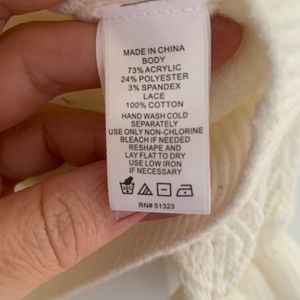 MADE IN CHINA
BODY
73% ACRYLIC
24% POLYESTER
3% SPANDEX
LACE
100% COTTON
HAND WASH COLD
SEPARATELY
USE ONLY NON-CHLORINE
BLEACH IF NEEDED
RESHAPE AND
LAY FLAT TO DRY
USE LOW IRON
IF NECESSARY
RN# 51323